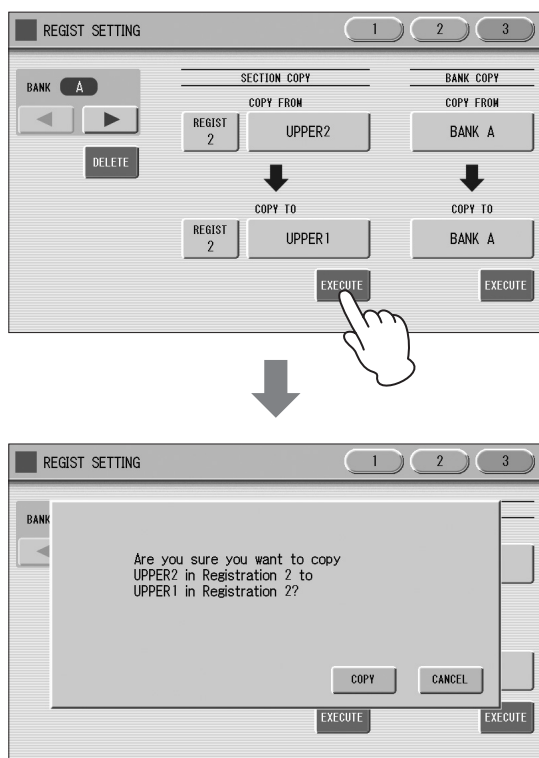 REGIST SETTING
1 2 3
BANK A
DELETE
SECTION COPY
COPY FROM
REGIST
2
UPPER2
COPY TO
REGIST
2
UPPER1
EXECUTE
BANK COPY
COPY FROM
BANK A
COPY TO
BANK A
EXECUTE
REGIST SETTING
1 2 3
BANK
Are you sure you want to copy
UPPER2 in Registration 2 to
UPPER1 in Registration 2?
COPY CANCEL
EXECUTE EXECUTE